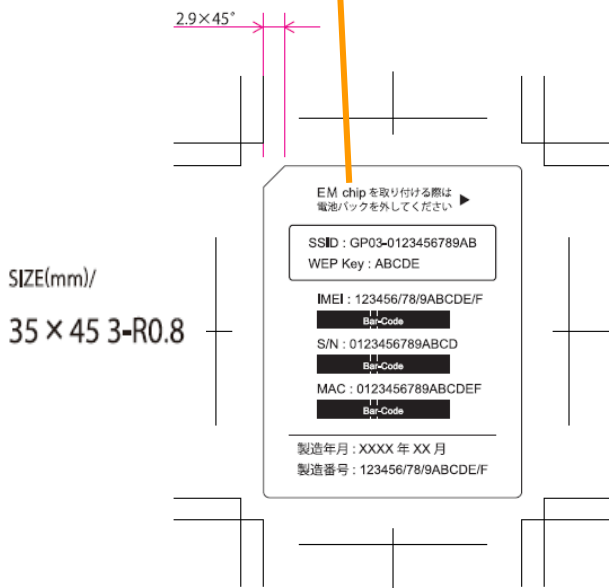 2.9×45°
EM chip を取り付ける際は
電池パックを外してください ▶
SSID : GP03-0123456789AB
WEP Key : ABCDE
SIZE(mm)/
35 × 45 3-R0.8
IMEI : 123456/78/9ABCDE/F
Bar-Code
S/N : 0123456789ABCD
Bar-Code
MAC : 0123456789ABCDEF
Bar-Code
製造年月 : XXXX 年 XX 月
製造番号 : 123456/78/9ABCDE/F